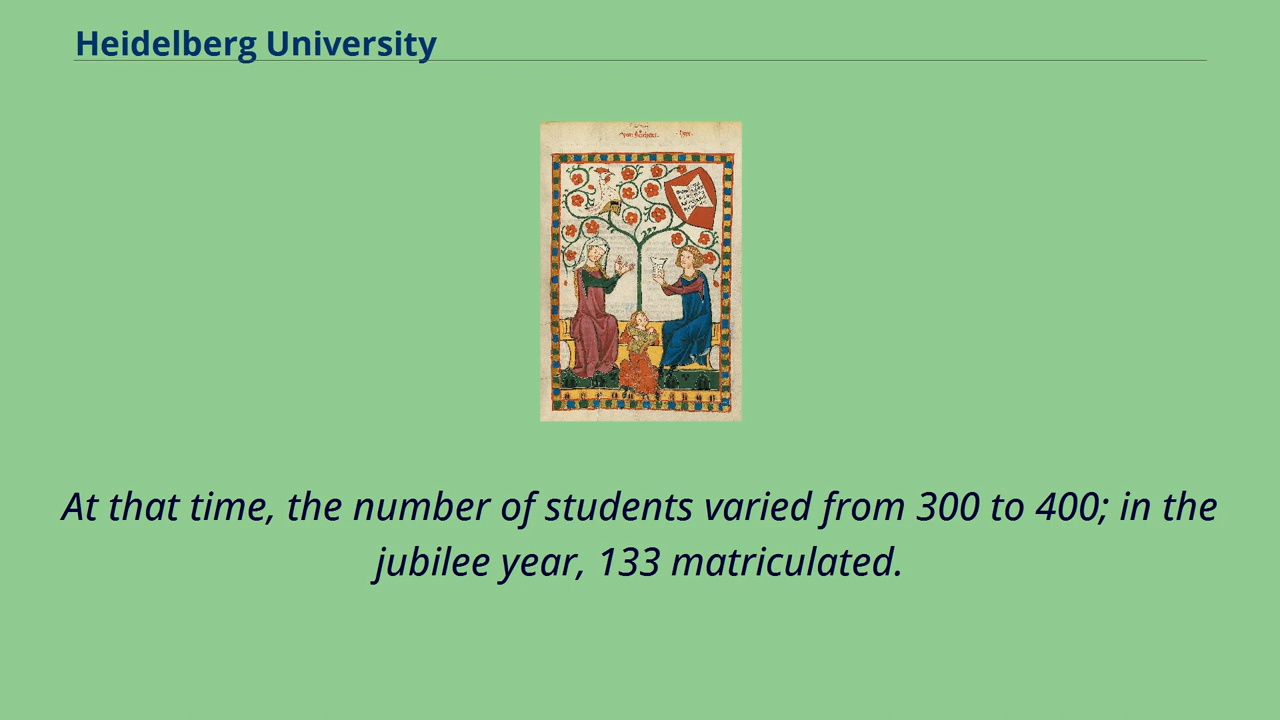 Heidelberg University
At that time, the number of students varied from 300 to 400; in the
jubilee year, 133 matriculated.